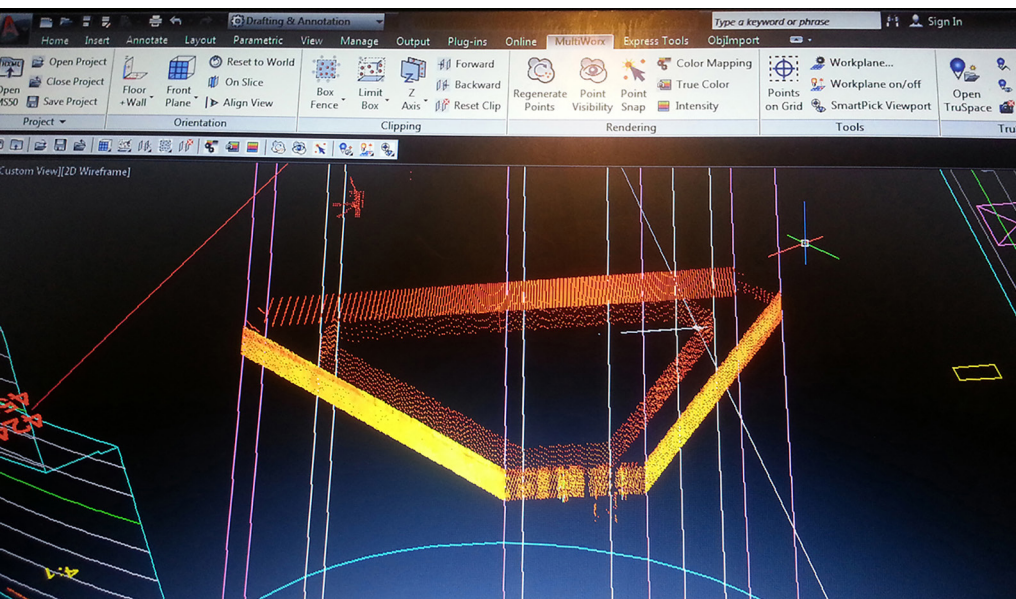 Drafting & Annotation
Type a keyword or phrase
Sign In
Home Insert Annotate Layout Parametric View Manage Output Plug-ins Online MultiWorx Express Tools ObjImport
Open MS50
Open Project
Close Project
Save Project
Project
Floor +Wall
Front Plane
Reset to World
On Slice
Align View
Orientation
Box Fence
Limit Box
Z Axis
Forward
Backward
Reset Clip
Clipping
Regenerate Points
Point Visibility
Point Snap
Color Mapping
True Color
Intensity
Rendering
Points on Grid
Workplane...
Workplane on/off
SmartPick Viewport
Tools
Open TruSpace
Tru
Custom View][2D Wireframe]